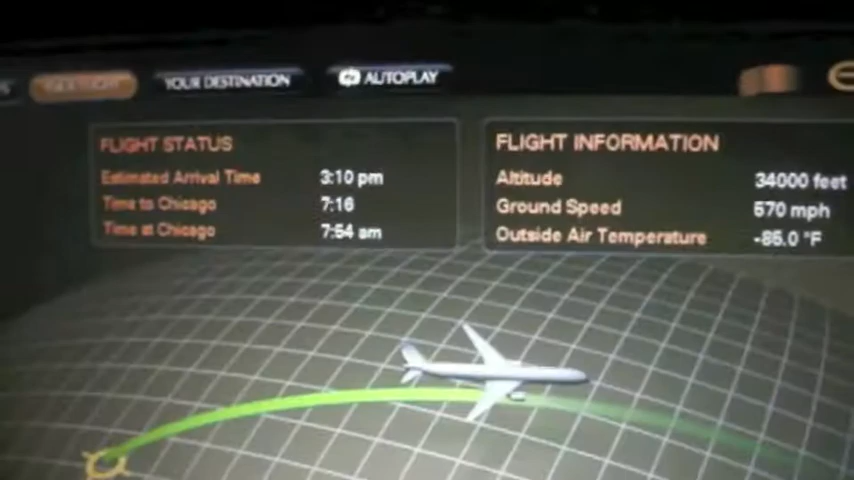 YOUR DESTINATION
AUTOPLAY
FLIGHT STATUS
Estimated Arrival Time 3:10 pm
Time to Chicago 7:16
Time at Chicago 7:54 am
FLIGHT INFORMATION
Altitude 34000 feet
Ground Speed 570 mph
Outside Air Temperature -85.0 °F